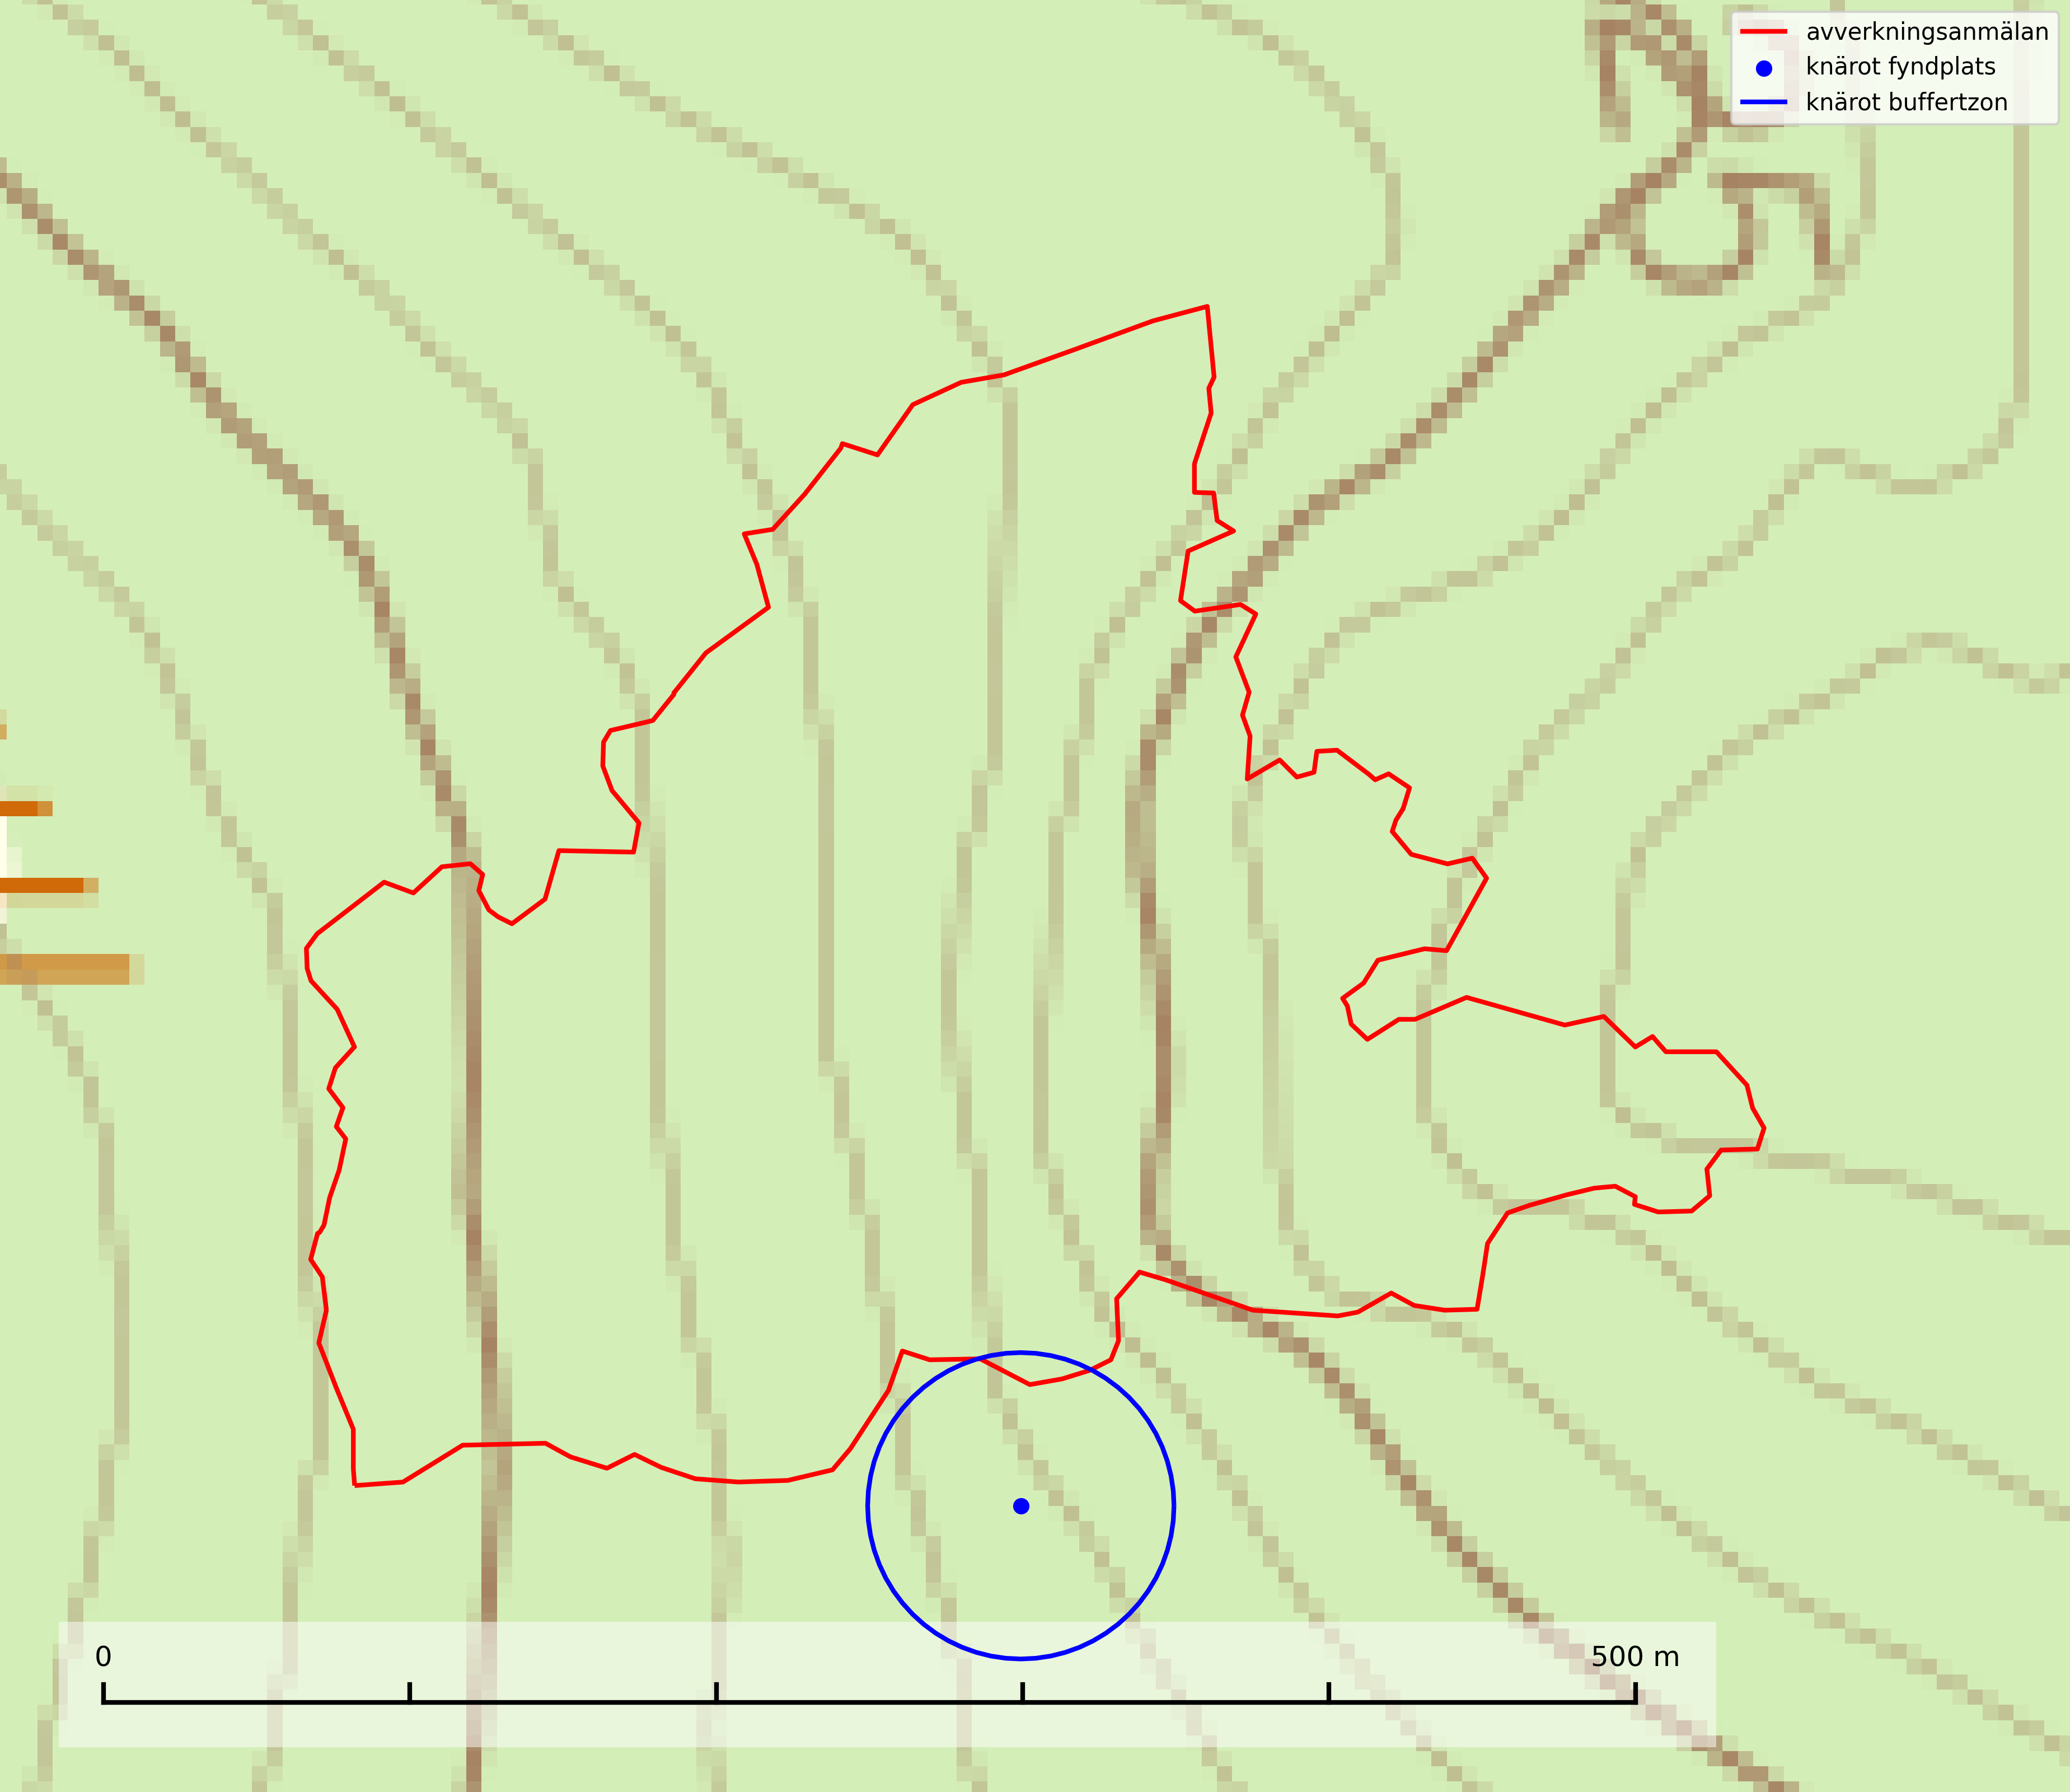 avverkningsanmälan
knärot fyndplats
knärot buffertzon
0
500 m